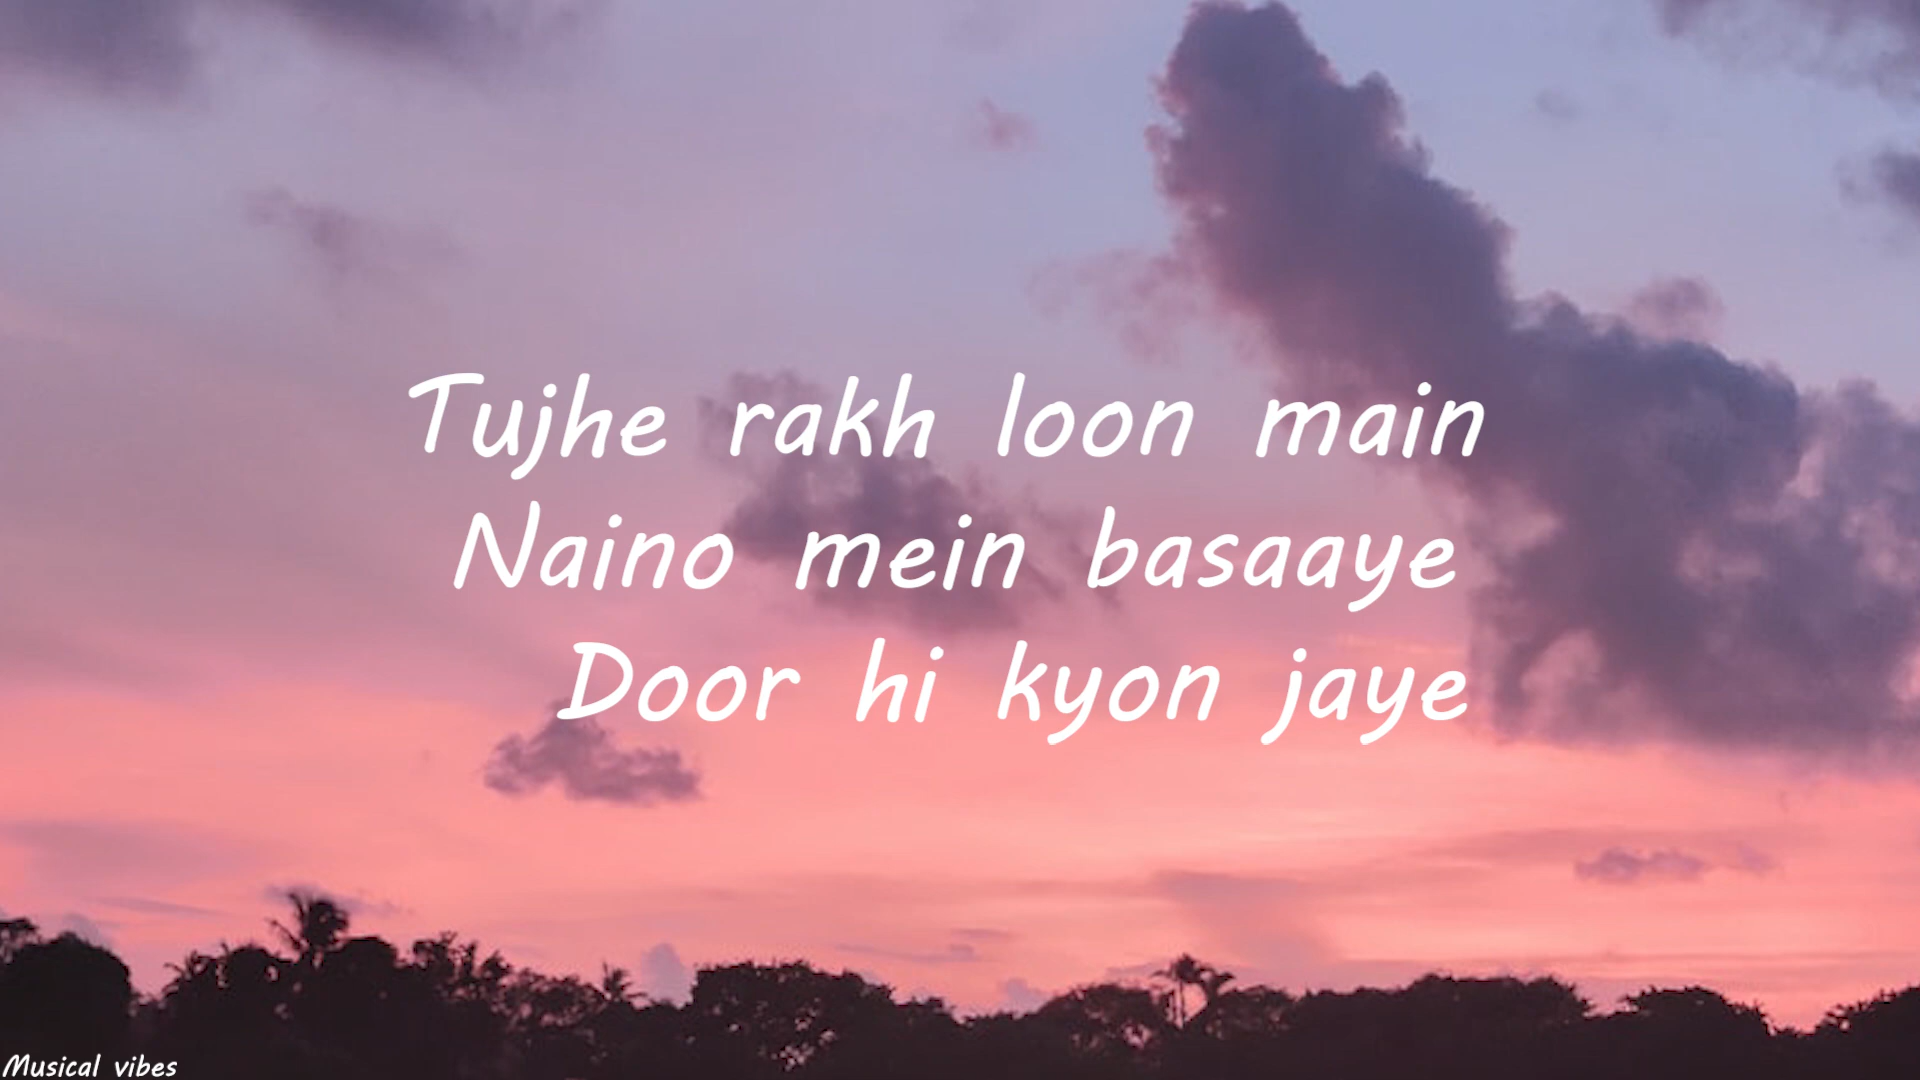 Tujhe rakh loon main
Naino mein basaaye
Door hi kyon jaye
Musical vibes